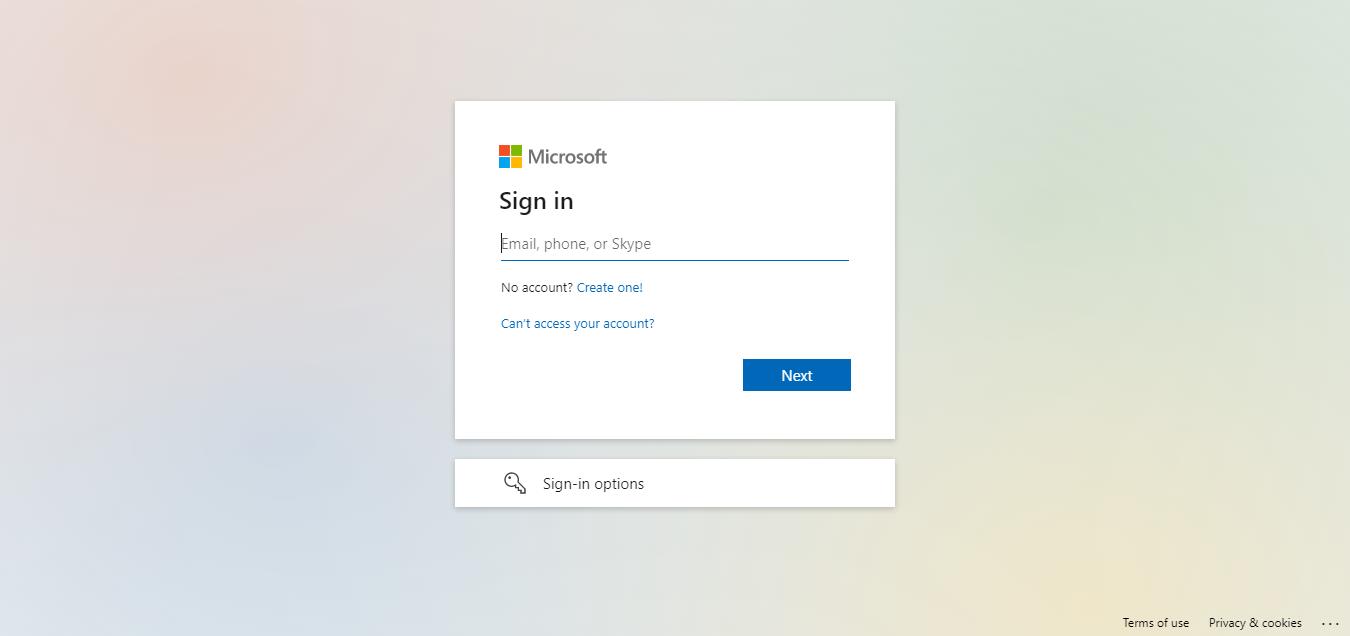 Microsoft
Sign in
Email, phone, or Skype
No account? Create one!
Can't access your account?
Next
Sign-in options
Terms of use Privacy & cookies ...